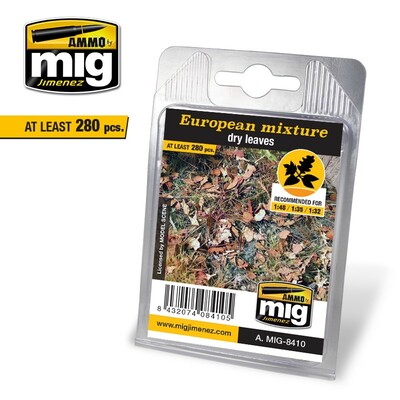 AMMO by
mig
Jimenez
AT LEAST 280 pcs.
European mixture
dry leaves
AT LEAST 280 pcs.
RECOMMENDED FOR
1:48 / 1:35 / 1:32
Licensed by MODEL SCENE
8 432074 084105
www.migjimenez.com
AMMO by
mig
Jimenez
A. MIG-8410